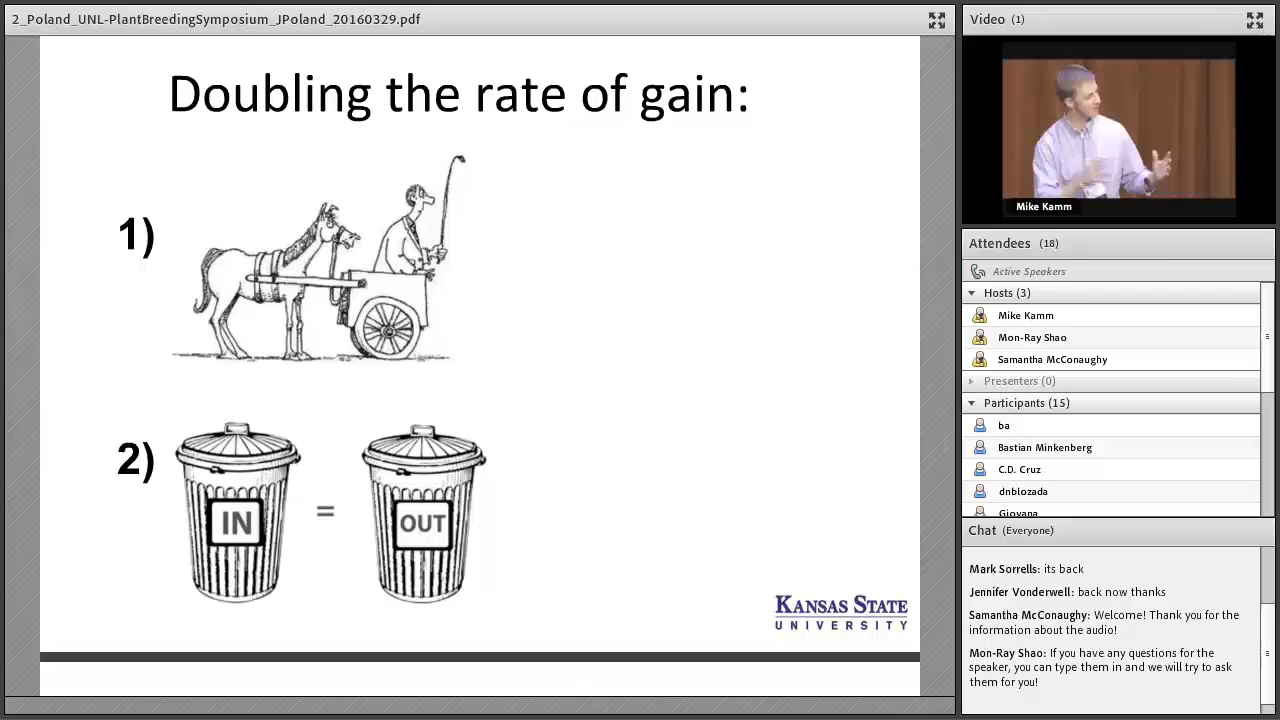 2_Poland_UNL-PlantBreedingSymposium_JPoland_20160329.pdf
Doubling the rate of gain:
1)
2)
IN
=
OUT
KANSAS STATE
UNIVERSITY
Video (1)
Mike Kamm
Attendees (18)
Active Speakers
Hosts (3)
Mike Kamm
Mon-Ray Shao
Samantha McConaughy
Presenters (0)
Participants (15)
ba
Bastian Minkenberg
C.D. Cruz
dnblozada
Giovana
Chat (Everyone)
Mark Sorrells: its back
Jennifer Vonderwell: back now thanks
Samantha McConaughy: Welcome! Thank you for the
information about the audio!
Mon-Ray Shao: If you have any questions for the
speaker, you can type them in and we will try to ask
them for you!